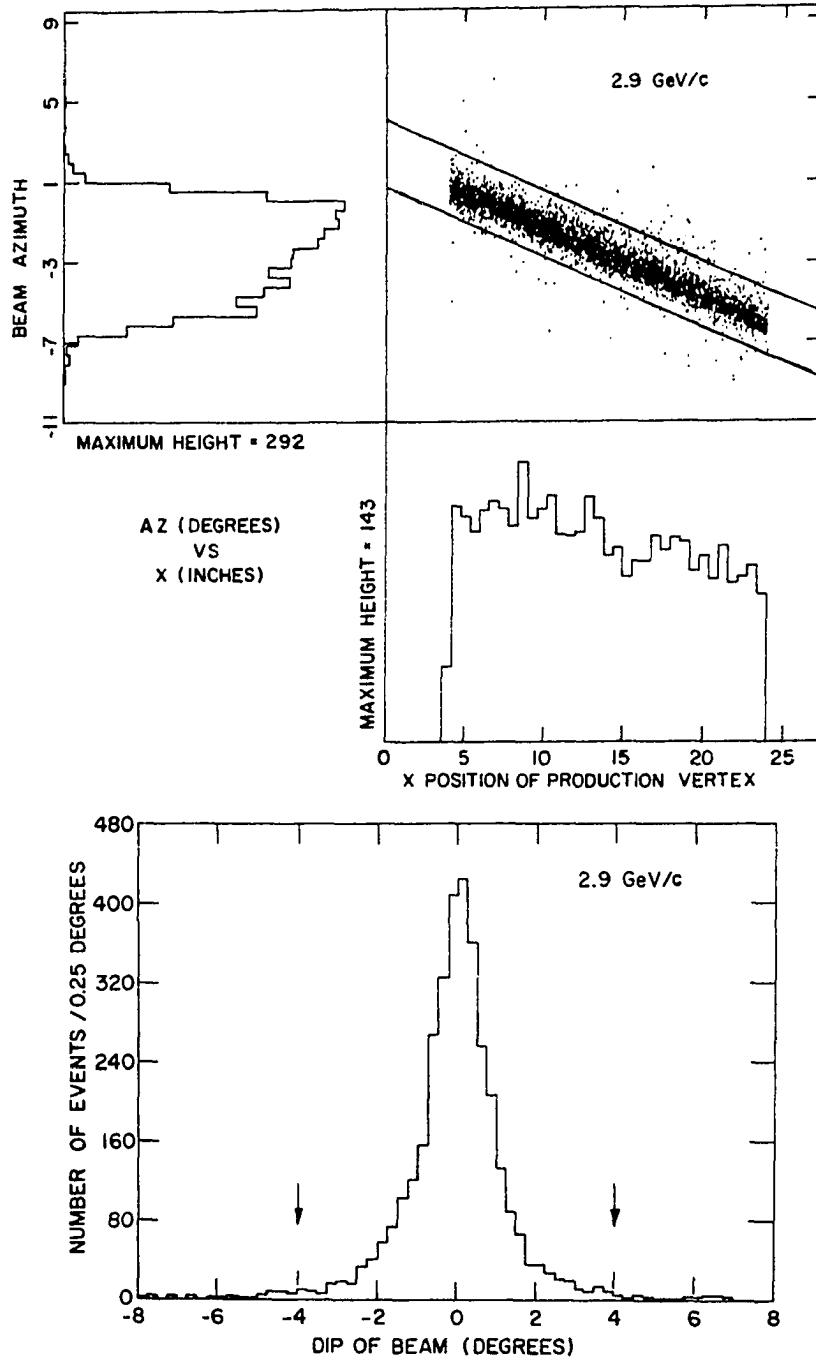 9
5
1
-3
-7
-11
BEAM AZIMUTH
2.9 GeV/c
MAXIMUM HEIGHT = 292
AZ (DEGREES)
VS
X (INCHES)
MAXIMUM HEIGHT = 143
0 5 10 15 20 25
X POSITION OF PRODUCTION VERTEX
480
400
320
240
160
80
0
NUMBER OF EVENTS / 0.25 DEGREES
2.9 GeV/c
-8 -6 -4 -2 0 2 4 6 8
DIP OF BEAM (DEGREES)